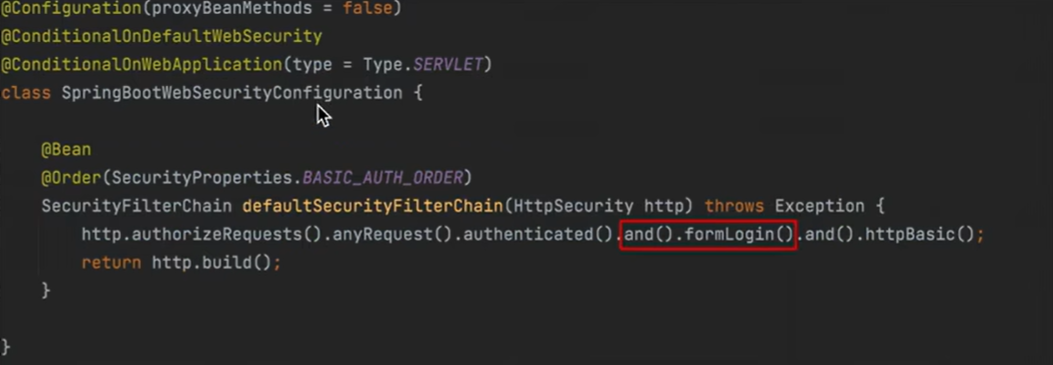 @Configuration(proxyBeanMethods = false)
@ConditionalOnDefaultWebSecurity
@ConditionalOnWebApplication(type = Type.SERVLET)
class SpringBootWebSecurityConfiguration {
@Bean
@Order(SecurityProperties.BASIC_AUTH_ORDER)
SecurityFilterChain defaultSecurityFilterChain(HttpSecurity http) throws Exception {
http.authorizeRequests().anyRequest().authenticated().and().formLogin().and().httpBasic();
return http.build();
}
}